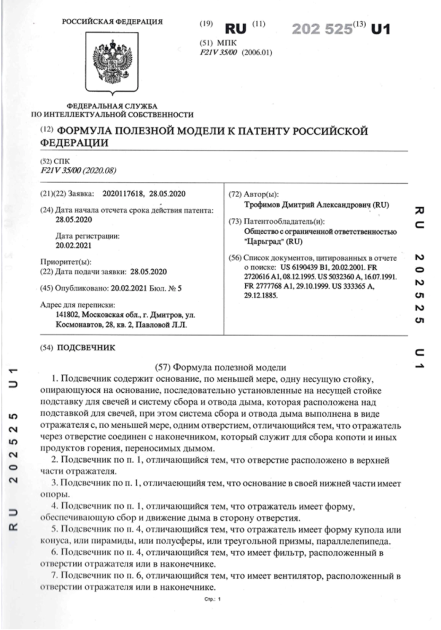 РОССИЙСКАЯ ФЕДЕРАЦИЯ
ФЕДЕРАЛЬНАЯ СЛУЖБА
ПО ИНТЕЛЛЕКТУАЛЬНОЙ СОБСТВЕННОСТИ
(19) RU (11) 202 525 (13) U1
(51) МПК
F21V 35/00 (2006.01)
(12) ФОРМУЛА ПОЛЕЗНОЙ МОДЕЛИ К ПАТЕНТУ РОССИЙСКОЙ
ФЕДЕРАЦИИ
(52) СПК
F21V 35/00 (2020.08)
(21)(22) Заявка: 2020117618, 28.05.2020
(24) Дата начала отсчета срока действия патента:
28.05.2020
Дата регистрации:
20.02.2021
Приоритет(ы):
(22) Дата подачи заявки: 28.05.2020
(45) Опубликовано: 20.02.2021 Бюл. № 5
Адрес для переписки:
141802, Московская обл., г. Дмитров, ул.
Космонавтов, 28, кв. 2, Павловой Л.Л.
(72) Автор(ы):
Трофимов Дмитрий Александрович (RU)
(73) Патентообладатель(и):
Общество с ограниченной ответственностью
"Царьград" (RU)
(56) Список документов, цитированных в отчете
о поиске: US 6190439 B1, 20.02.2001. FR
2720616 A1, 08.12.1995. US 5032360 A, 16.07.1991.
FR 2777768 A1, 29.10.1999. US 333365 A,
29.12.1885.
(54) ПОДСВЕЧНИК
(57) Формула полезной модели
1. Подсвечник содержит основание, по меньшей мере, одну несущую стойку,
опирающуюся на основание, последовательно установленные на несущей стойке
подставку для свечей и систему сбора и отвода дыма, которая расположена над
подставкой для свечей, при этом система сбора и отвода дыма выполнена в виде
отражателя с, по меньшей мере, одним отверстием, отличающийся тем, что отражатель
через отверстие соединен с наконечником, который служит для сбора копоти и иных
продуктов горения, переносимых дымом.
2. Подсвечник по п. 1, отличающийся тем, что отверстие расположено в верхней
части отражателя.
3. Подсвечник по п. 1, отличающийся тем, что основание в своей нижней части имеет
опоры.
4. Подсвечник по п. 1, отличающийся тем, что отражатель имеет форму,
обеспечивающую сбор и движение дыма в сторону отверстия.
5. Подсвечник по п. 4, отличающийся тем, что отражатель имеет форму купола или
конуса, или пирамиды, или полусферы, или треугольной призмы, параллелепипеда.
6. Подсвечник по п. 4, отличающийся тем, что имеет фильтр, расположенный в
отверстии отражателя или в наконечнике.
7. Подсвечник по п. 6, отличающийся тем, что имеет вентилятор, расположенный в
отверстии отражателя или в наконечнике.
Стр.: 1
RU 202525 U1
RU 202525 U1